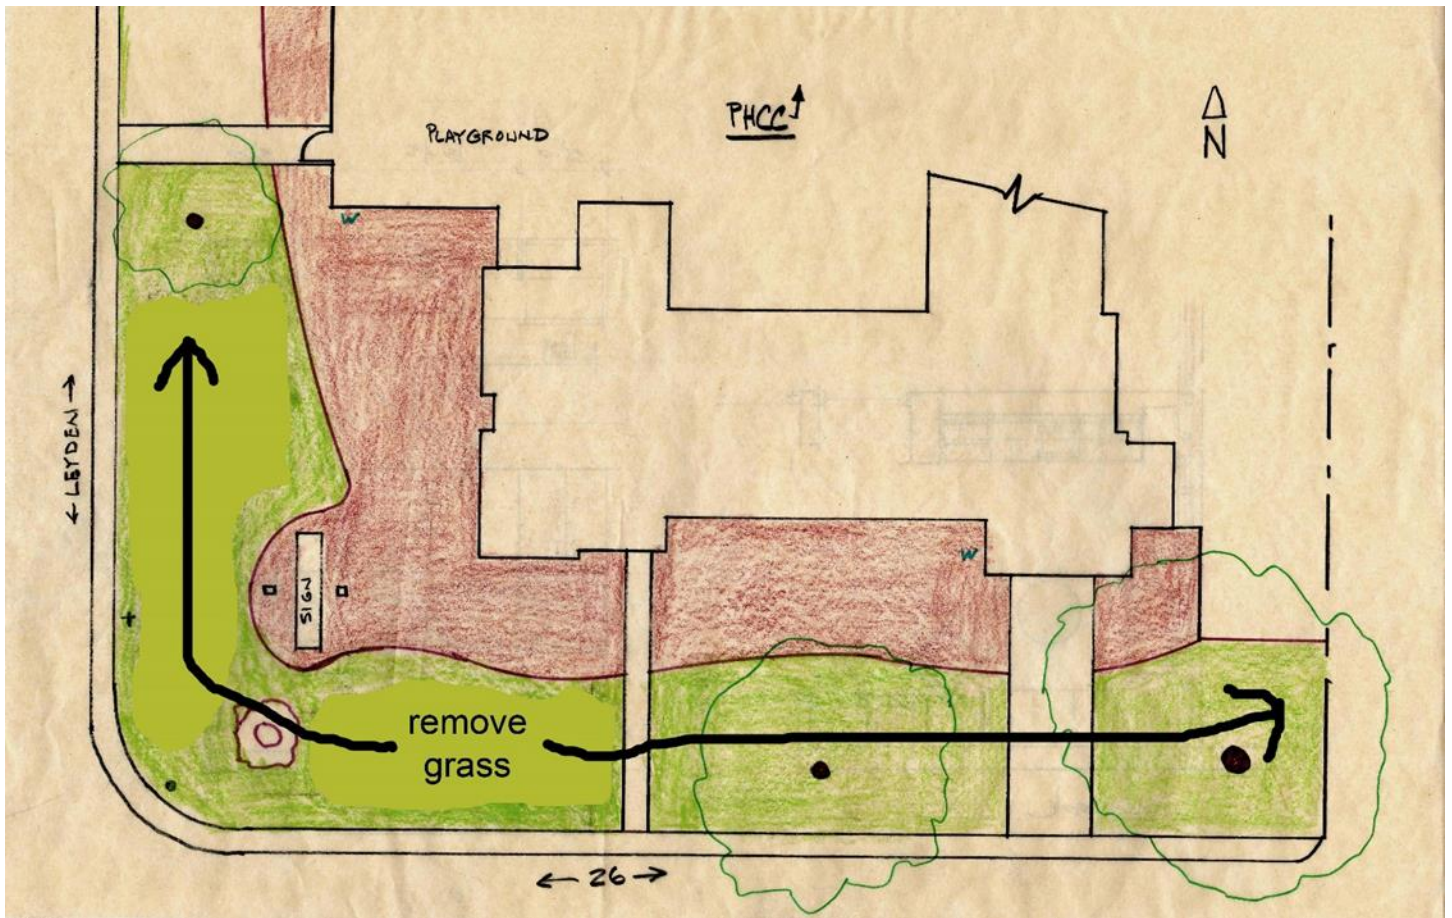 PLAYGROUND
PHCC
N
W
← LEYDEN →
SIGN
W
remove
grass
← 26 →